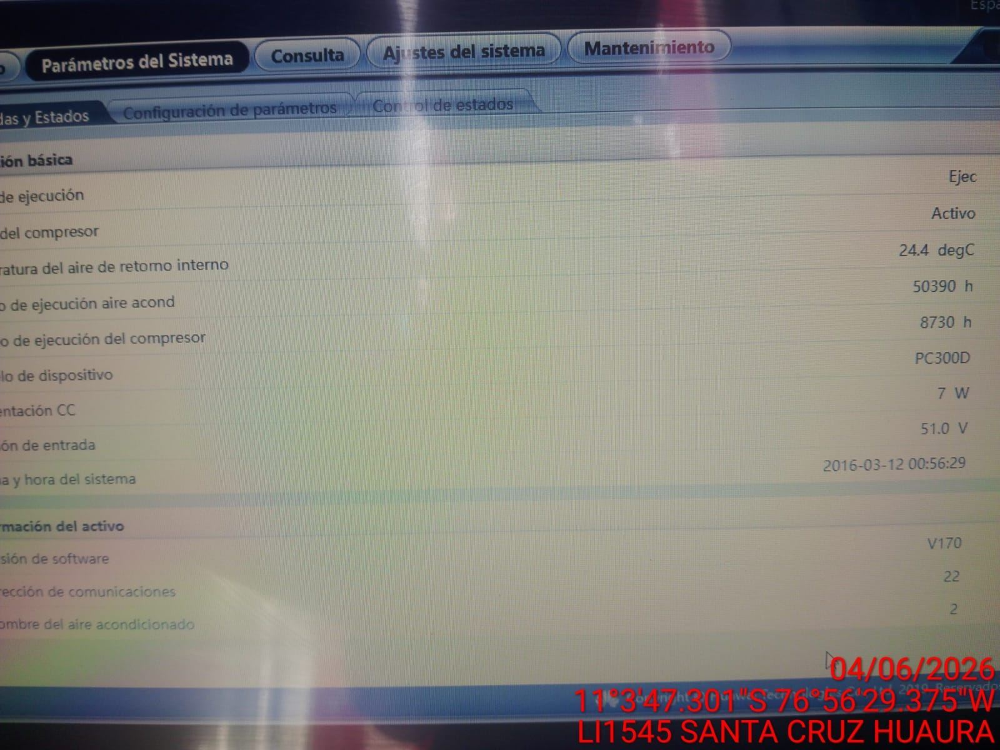 Espa
o Parámetros del Sistema Consulta Ajustes del sistema Mantenimiento
das y Estados Configuración de parámetros Control de estados
ión básica
de ejecución Ejec
del compresor Activo
ratura del aire de retorno interno 24.4 degC
o de ejecución aire acond 50390 h
o de ejecución del compresor 8730 h
lo de dispositivo PC300D
entación CC 7 W
ón de entrada 51.0 V
a y hora del sistema 2016-03-12 00:56:29
rmación del activo
sión de software V170
rección de comunicaciones 22
ombre del aire acondicionado 2
04/06/2026
11°3'47.301"S 76°56'29.375"W
LI1545 SANTA CRUZ HUAURA